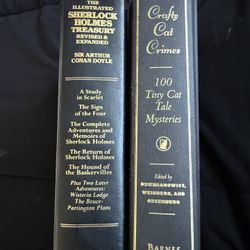 THE
ILLUSTRATED
SHERLOCK
HOLMES
TREASURY
REVISED &
EXPANDED
SIR ARTHUR
CONAN DOYLE
A Study
in Scarlet
The Sign
of the Four
The Complete
Adventures and
Memoirs of
Sherlock Holmes
The Return of
Sherlock Holmes
The Hound of
the Baskervilles
Plus Two Later
Adventures:
Wisteria Lodge
The Bruce-
Partington Plans
Crafty
Cat
Crimes
100
Tiny Cat
Tale
Mysteries
Edited by
DZIEMIANOWICZ,
WEINBERG, AND
GREENBERG
BARNES